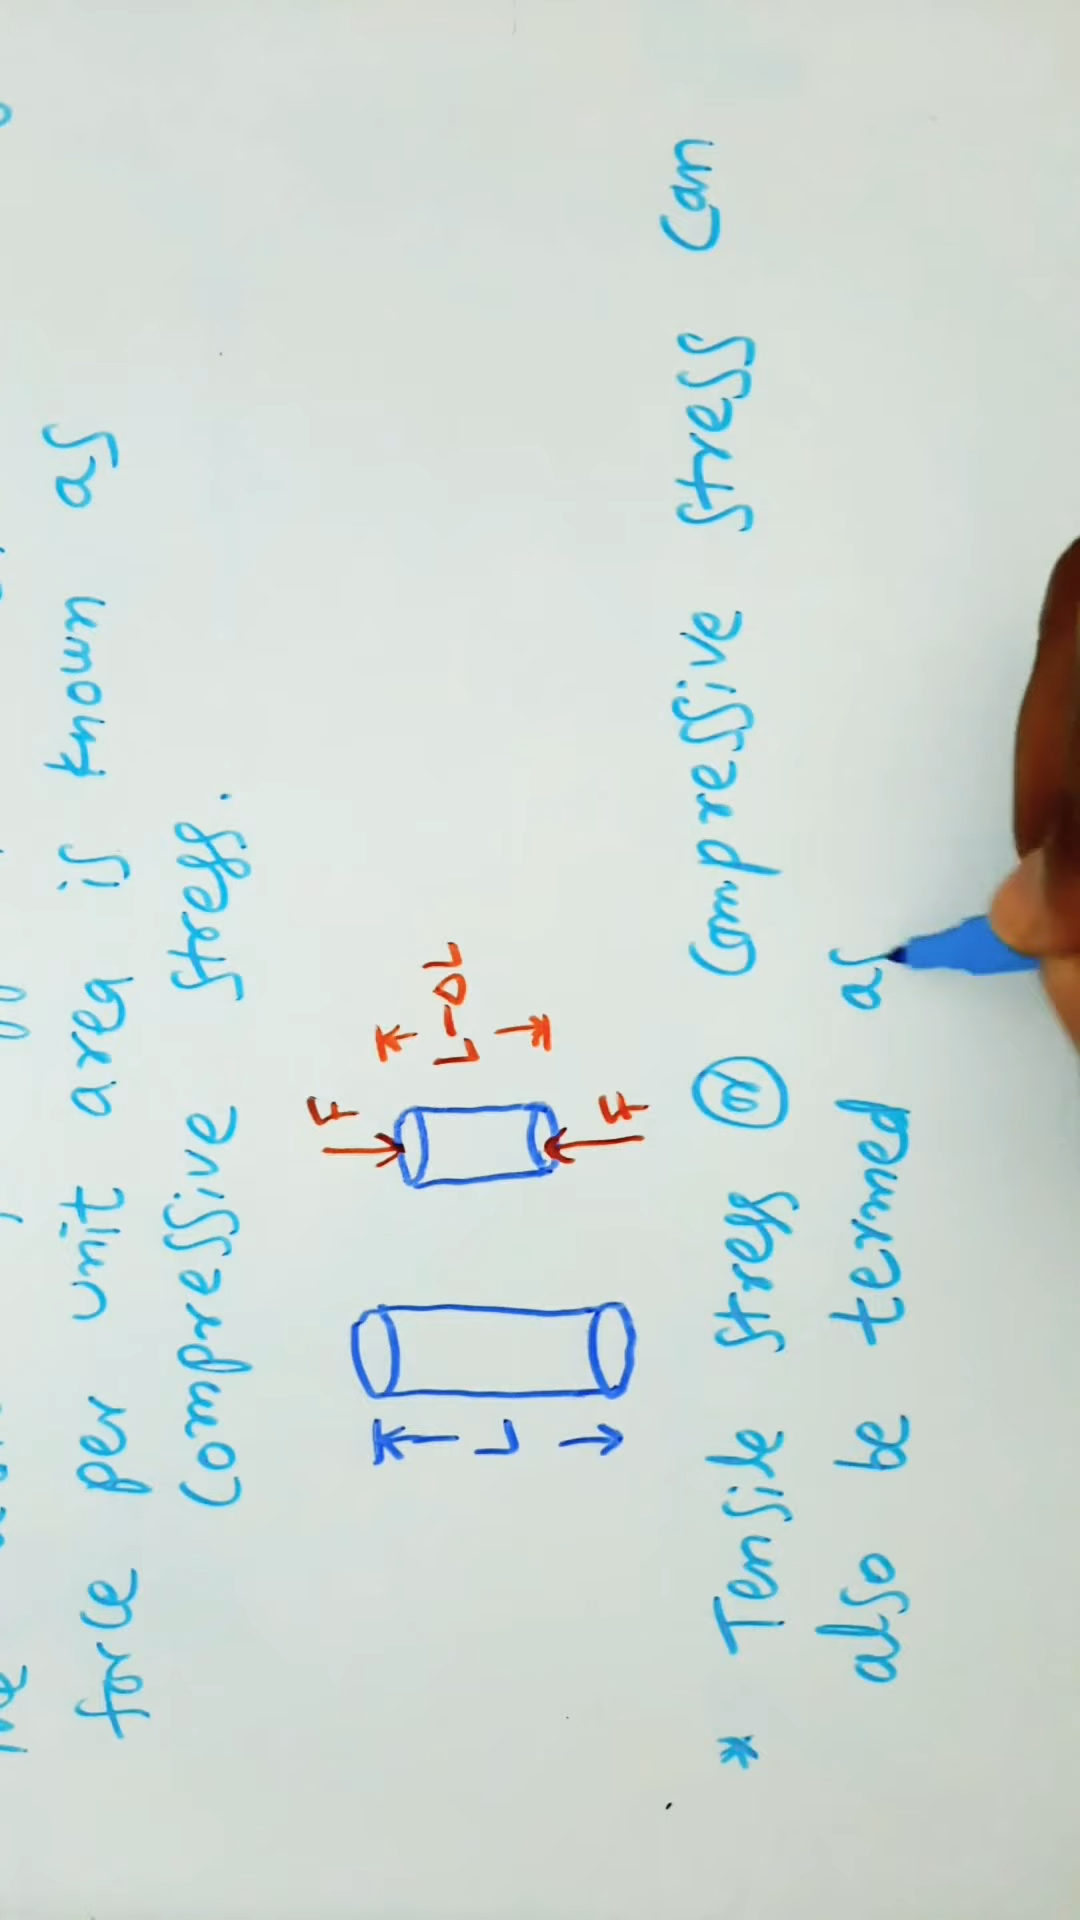 force per unit area is known as
Compressive stress.
L
F
F
L-ΔL
* Tensile stress (or) Compressive stress Can
also be termed as